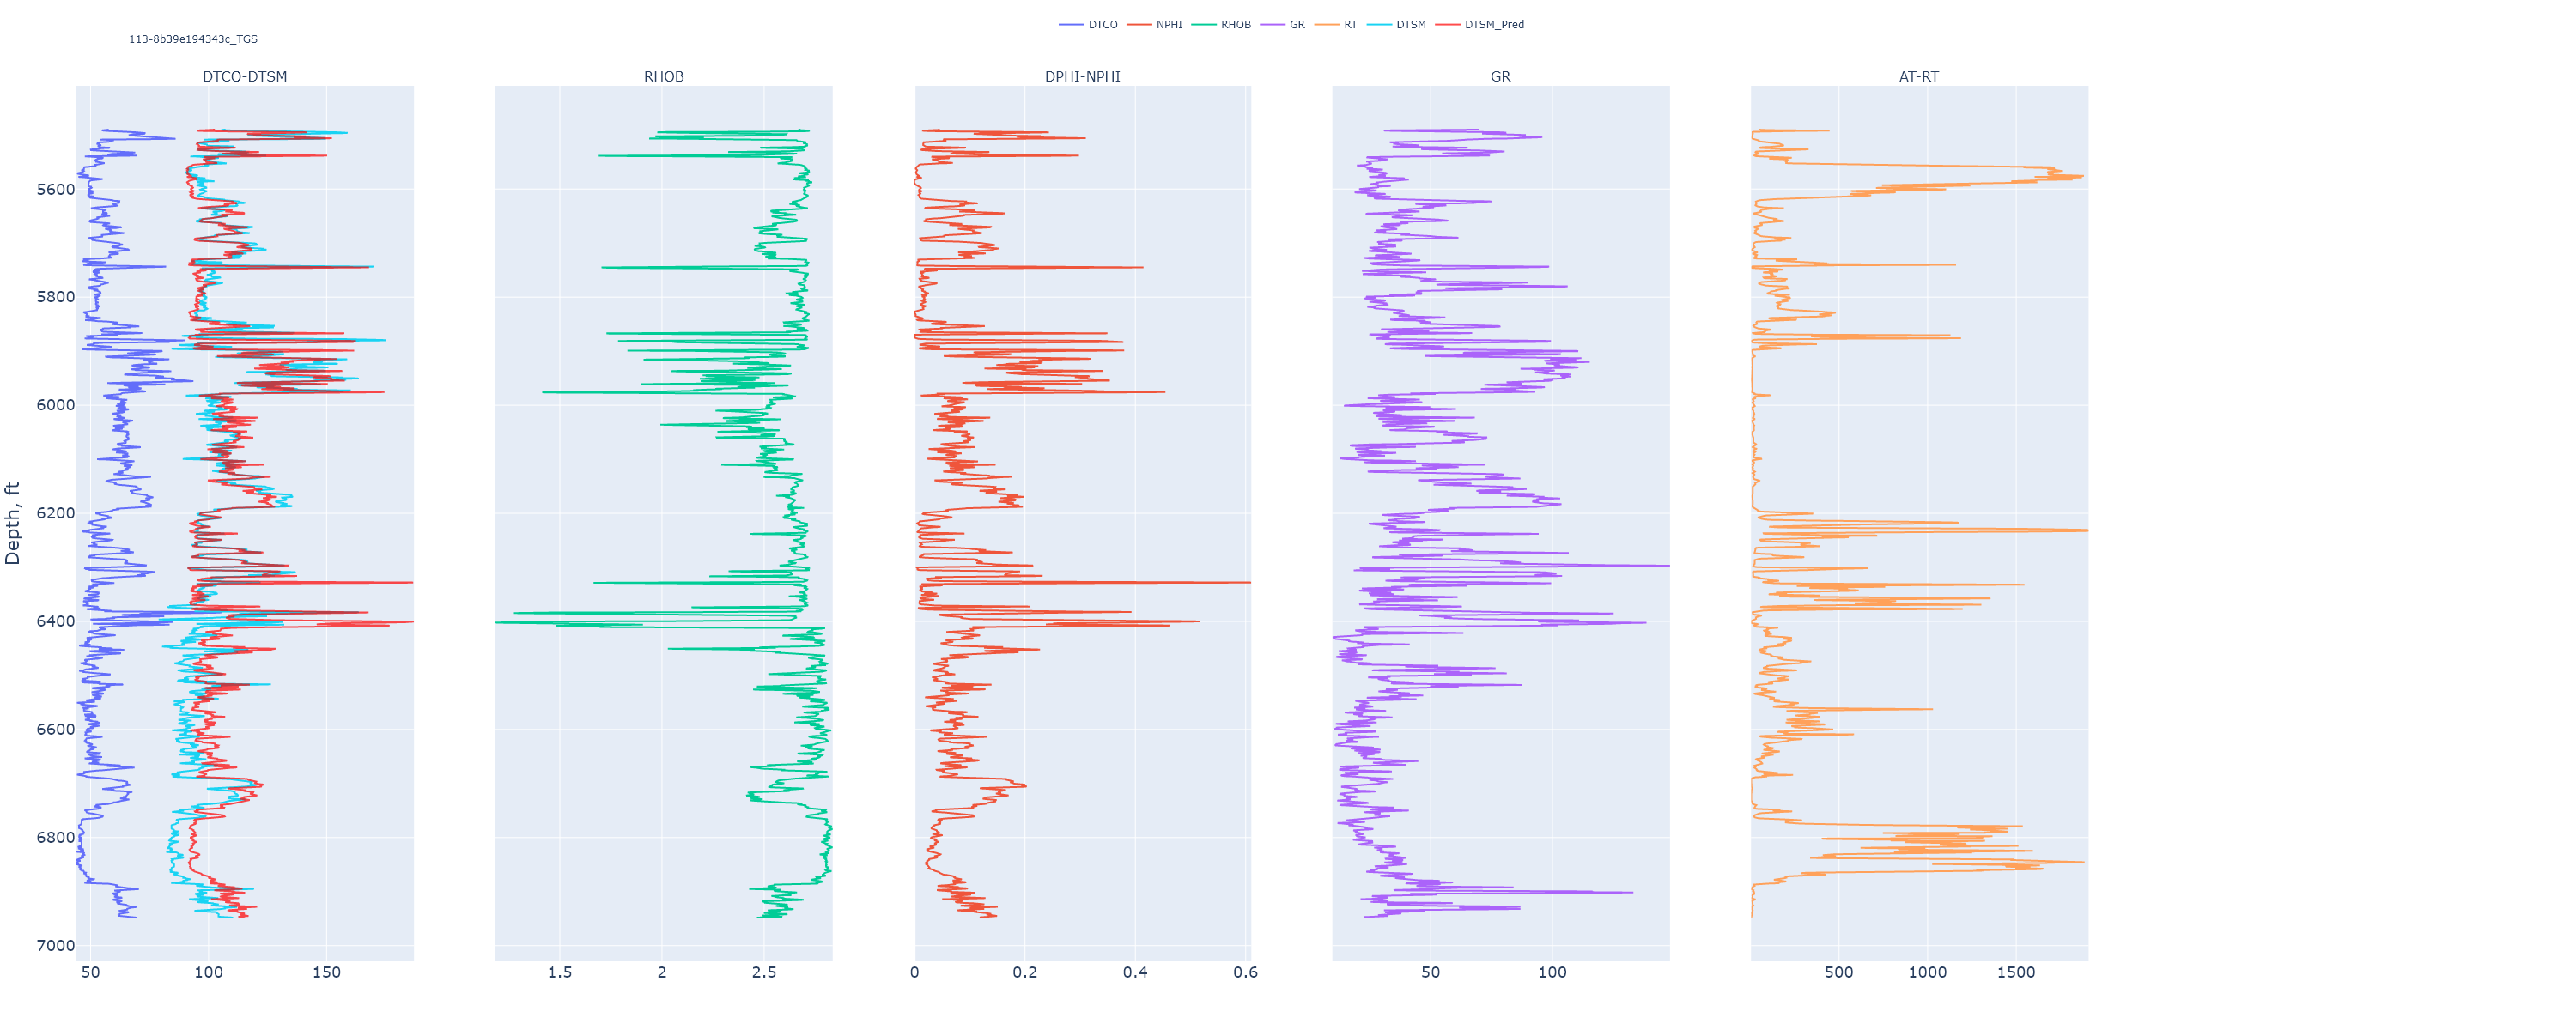 DTCO NPHI RHOB GR RT DTSM DTSM_Pred
113-8b39e194343c_TGS
DTCO-DTSM RHOB DPHI-NPHI GR AT-RT
Depth, ft
5600
5800
6000
6200
6400
6600
6800
7000
50 100 150 1.5 2 2.5 0 0.2 0.4 0.6 50 100 500 1000 1500